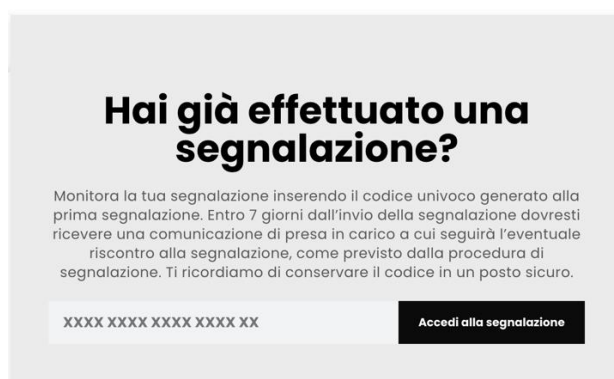 Hai già effettuato una
segnalazione?
Monitora la tua segnalazione inserendo il codice univoco generato alla
prima segnalazione. Entro 7 giorni dall'invio della segnalazione dovresti
ricevere una comunicazione di presa in carico a cui seguirà l'eventuale
riscontro alla segnalazione, come previsto dalla procedura di
segnalazione. Ti ricordiamo di conservare il codice in un posto sicuro.
XXXX XXXX XXXX XXXX XX
Accedi alla segnalazione